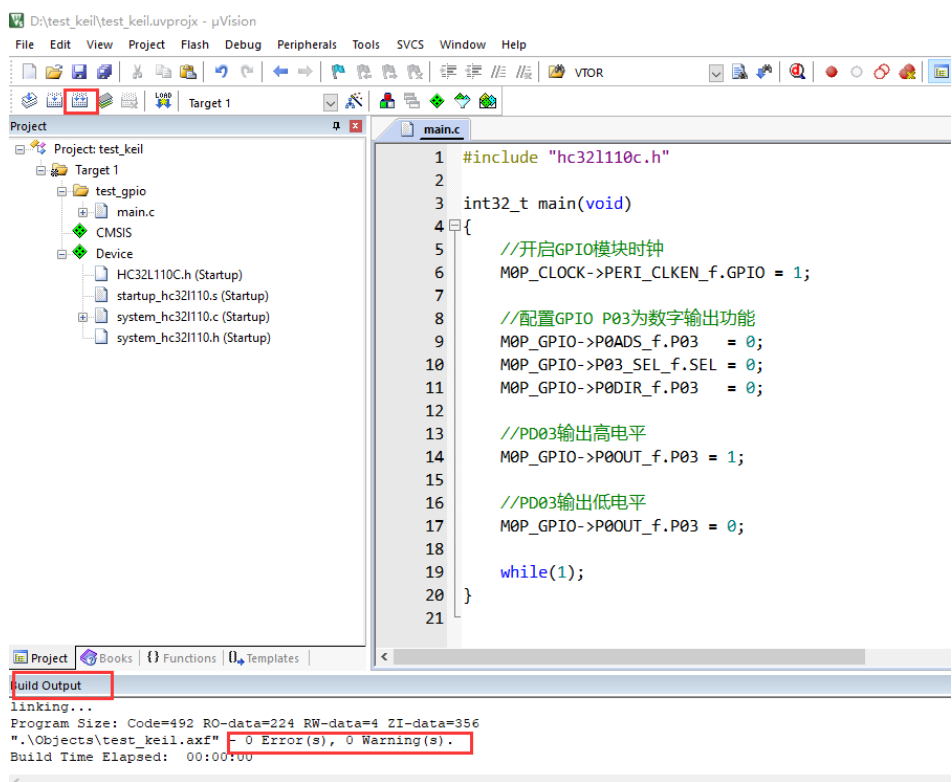 D:\test_keil\test_keil.uvprojx - µVision
File Edit View Project Flash Debug Peripherals Tools SVCS Window Help
VTOR
LOAD
Target 1
Project
main.c
Project: test_keil
Target 1
test_gpio
main.c
CMSIS
Device
HC32L110C.h (Startup)
startup_hc32l110.s (Startup)
system_hc32l110.c (Startup)
system_hc32l110.h (Startup)
1 #include "hc32l110c.h"
2
3 int32_t main(void)
4 {
5 //开启GPIO模块时钟
6 M0P_CLOCK->PERI_CLKEN_f.GPIO = 1;
7
8 //配置GPIO P03为数字输出功能
9 M0P_GPIO->P0ADS_f.P03 = 0;
10 M0P_GPIO->P03_SEL_f.SEL = 0;
11 M0P_GPIO->P0DIR_f.P03 = 0;
12
13 //PD03输出高电平
14 M0P_GPIO->P0OUT_f.P03 = 1;
15
16 //PD03输出低电平
17 M0P_GPIO->P0OUT_f.P03 = 0;
18
19 while(1);
20 }
21
Project Books {} Functions 0 Templates
Build Output
linking...
Program Size: Code=492 RO-data=224 RW-data=4 ZI-data=356
".\Objects\test_keil.axf" - 0 Error(s), 0 Warning(s).
Build Time Elapsed: 00:00:00